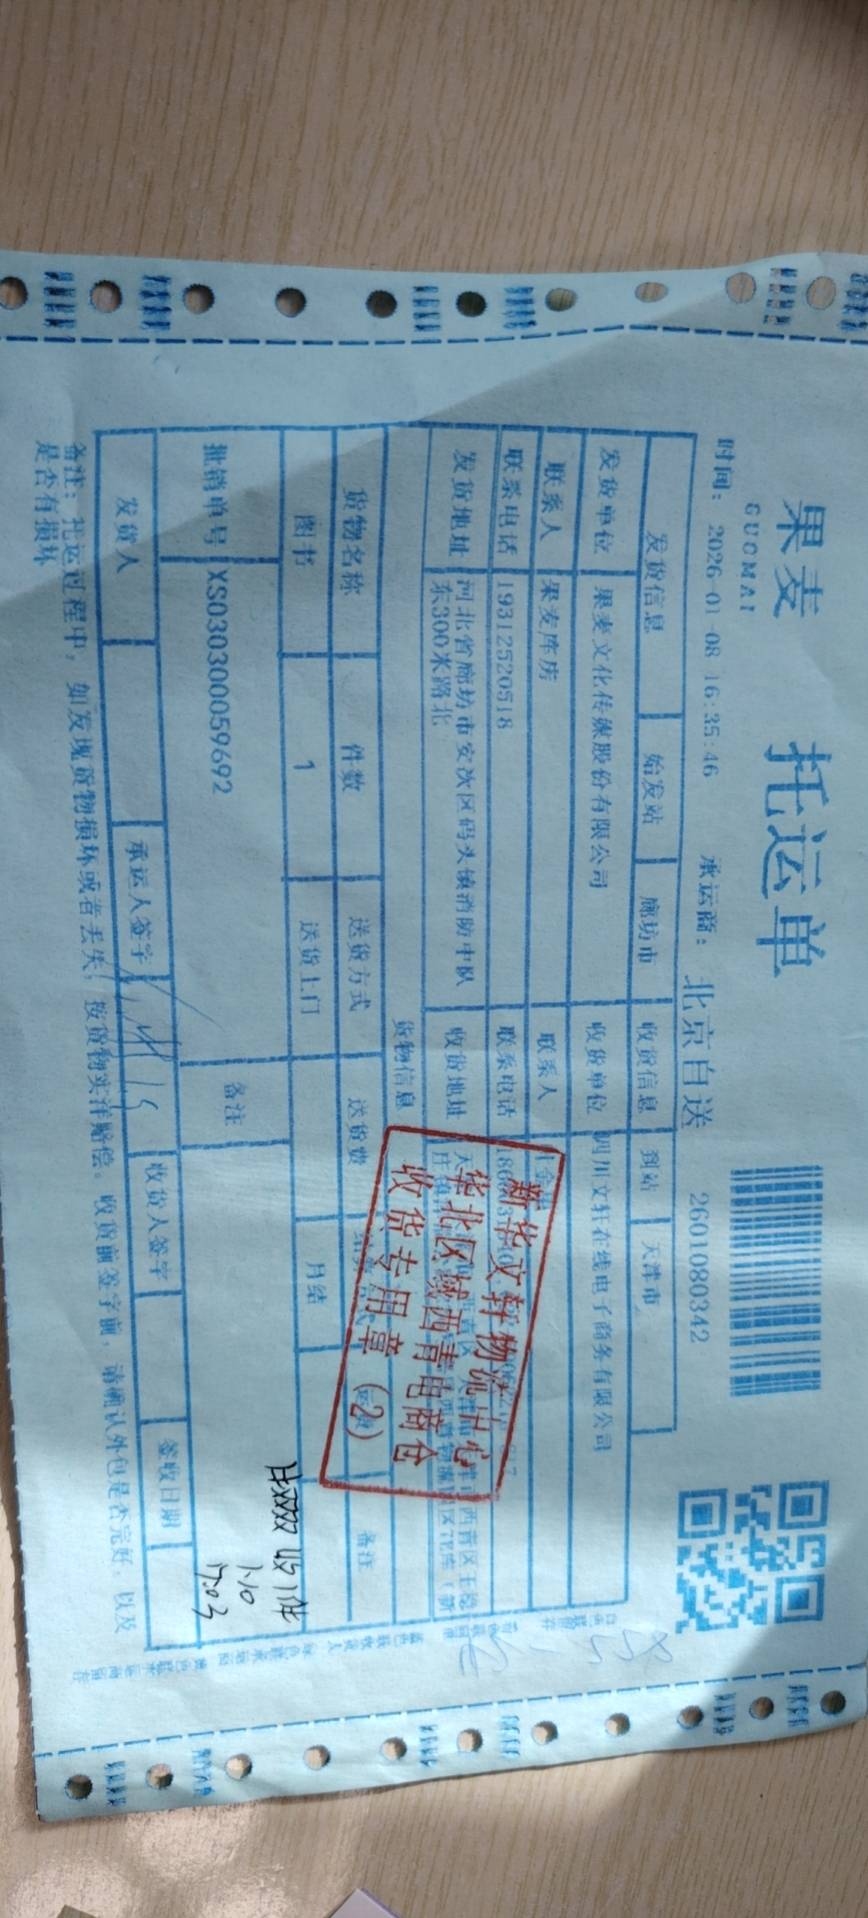 果麦
GUOMAI
托运单
2601080342
时间: 2026-01-08 16:35:46 承运商: 北京自送
发货信息 始发站 廊坊市 收货信息 到站 天津市
发货单位 果麦文化传媒股份有限公司 收货单位 四川文轩在线电子商务有限公司
联系人 果麦库房 联系人
联系电话 19312520518 联系电话
发货地址 河北省廊坊市安次区码头镇消防中队东300米路北 收货地址
货物信息
货物名称 件数 送货方式 送货费 备注
图书 1 送货上门 月结
批销单号 XS030300059692 备注
发货人 承运人签字 收货人签字 签收日期
备注: 托运过程中, 如发现货物损坏或者丢失, 按货物实洋赔偿。收货前签字前, 请确认外包是否完好, 以及
是否有损坏
新华文轩物流中心
华北区域西青电商仓
收货专用章 (2)
收1件
1.10
17:03